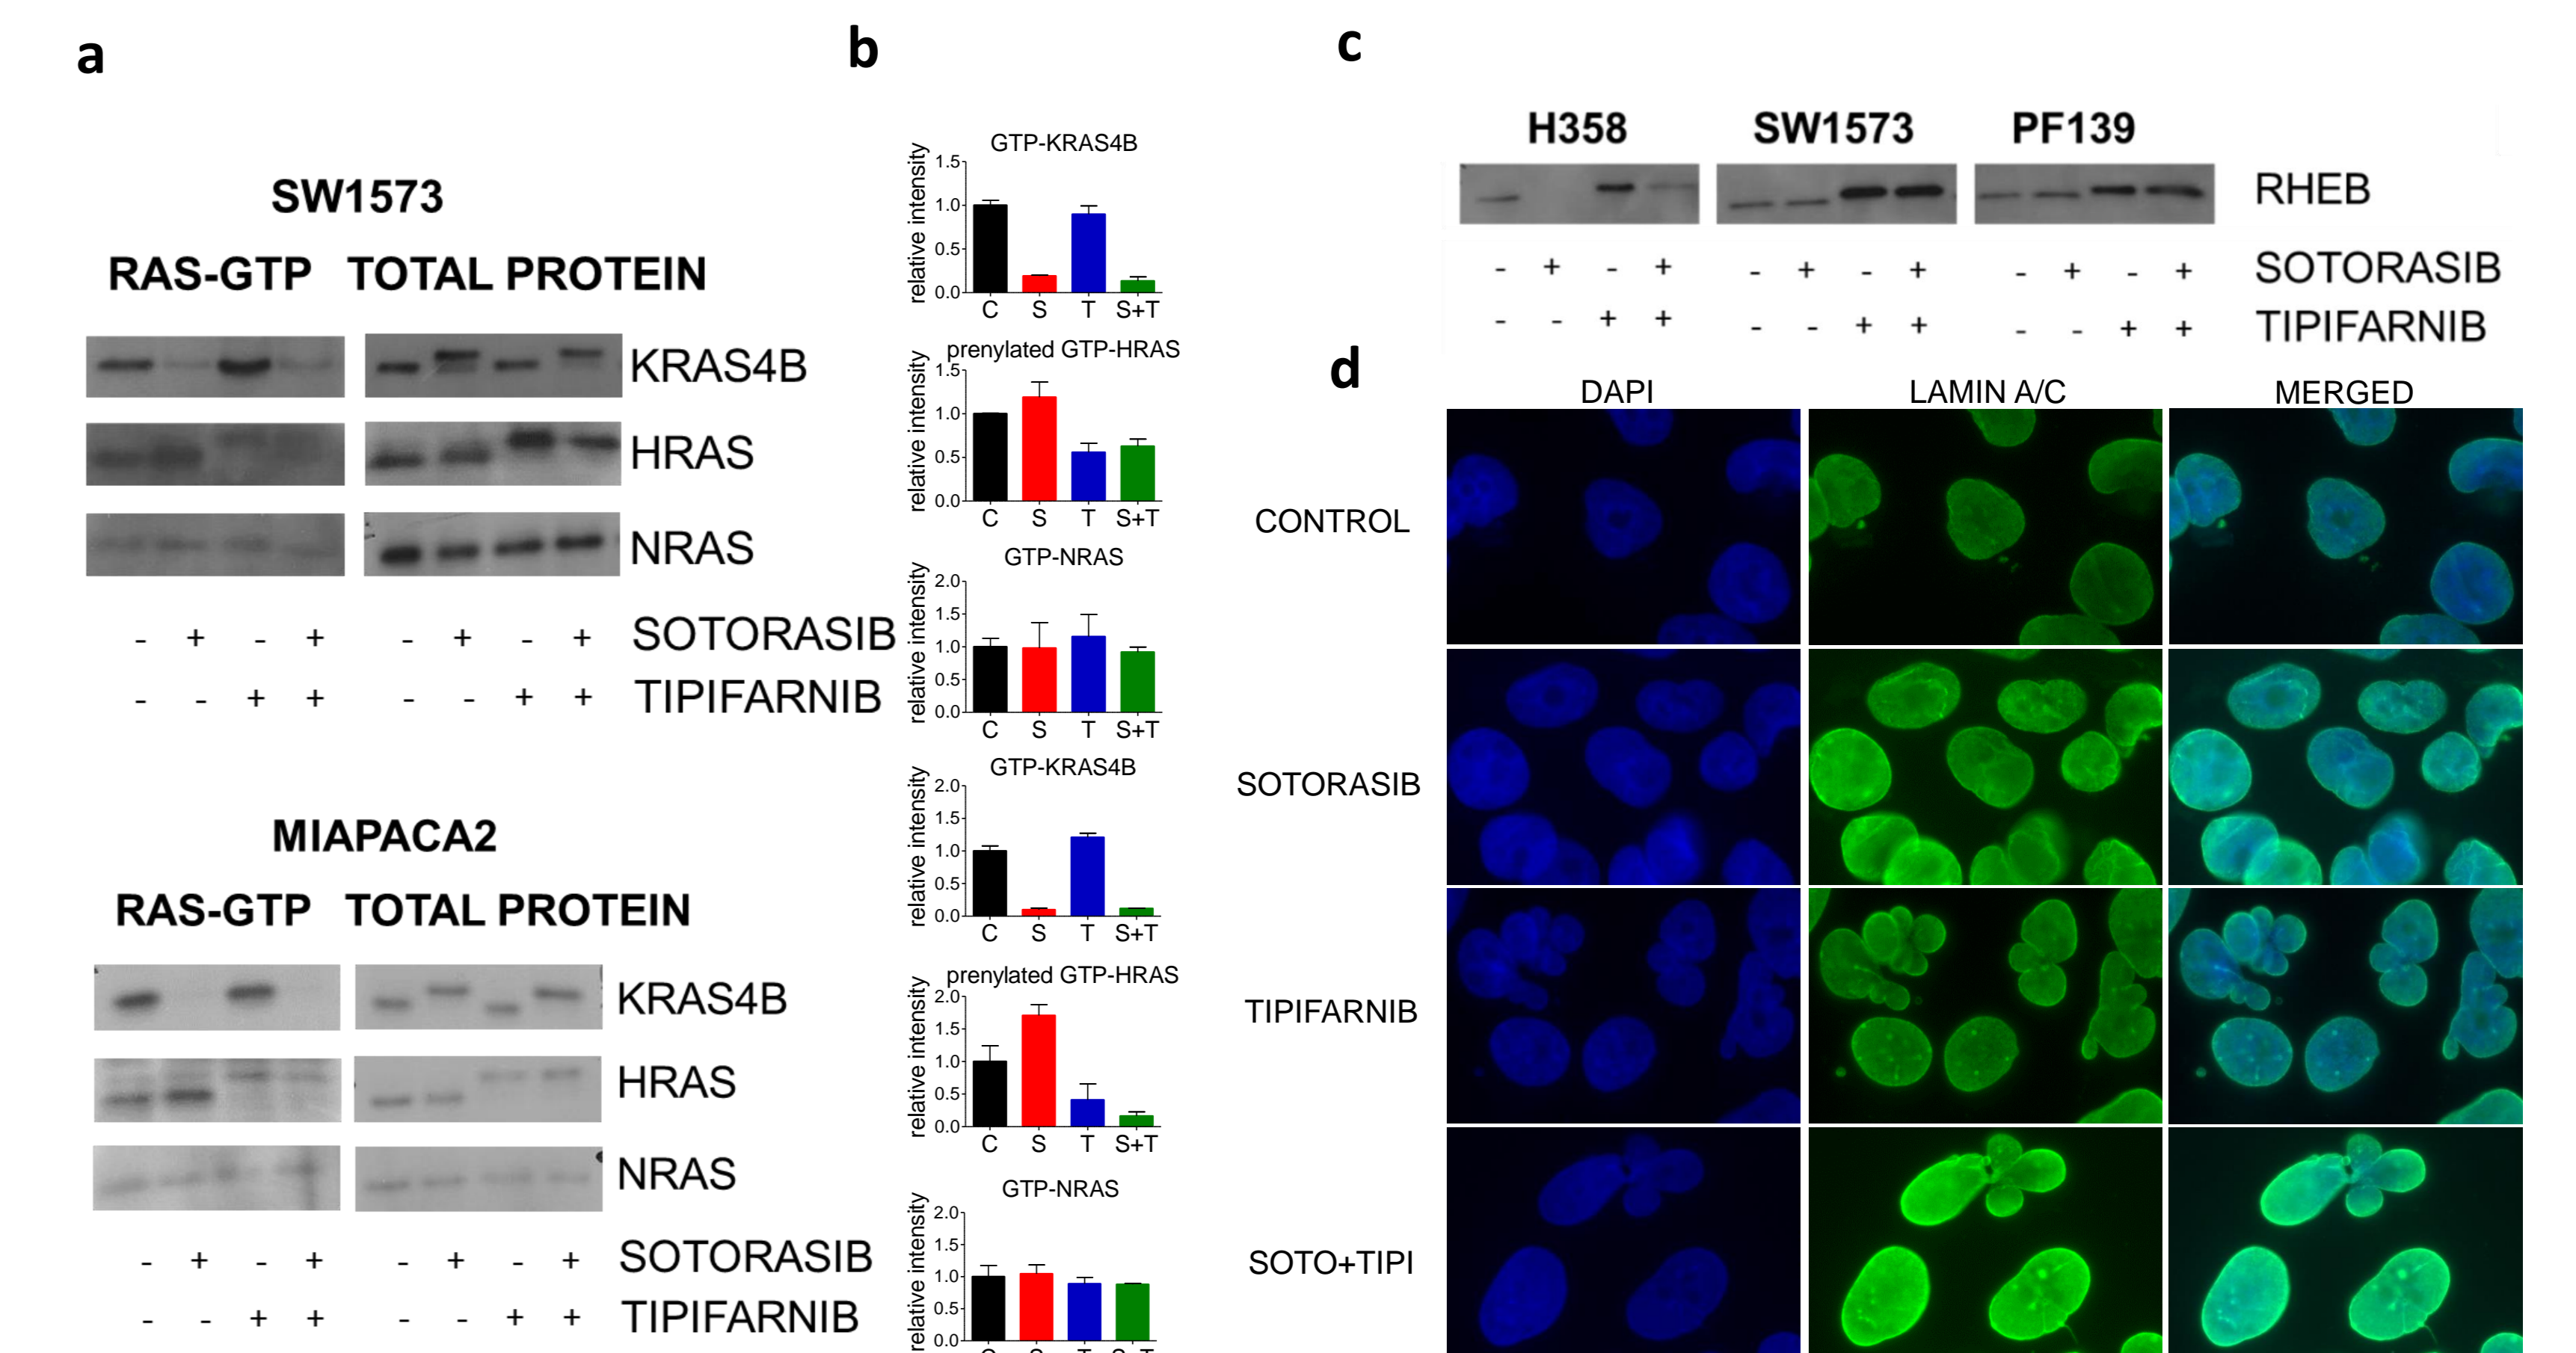 a
SW1573
RAS-GTP TOTAL PROTEIN
KRAS4B
HRAS
NRAS
- + - + - + - + SOTORASIB
- - + + - - + + TIPIFARNIB
MIAPACA2
RAS-GTP TOTAL PROTEIN
KRAS4B
HRAS
NRAS
- + - + - + - + SOTORASIB
- - + + - - + + TIPIFARNIB
b
GTP-KRAS4B
relative intensity
1.5
1.0
0.5
0.0
C S T S+T
prenylated GTP-HRAS
relative intensity
1.5
1.0
0.5
0.0
C S T S+T
GTP-NRAS
relative intensity
2.0
1.5
1.0
0.5
0.0
C S T S+T
GTP-KRAS4B
relative intensity
2.0
1.5
1.0
0.5
0.0
C S T S+T
prenylated GTP-HRAS
relative intensity
2.0
1.5
1.0
0.5
0.0
C S T S+T
GTP-NRAS
relative intensity
2.0
1.5
1.0
0.5
0.0
c
H358 SW1573 PF139
RHEB
- + - + - + - + - + - + SOTORASIB
- - + + - - + + - - + + TIPIFARNIB
d
DAPI LAMIN A/C MERGED
CONTROL
SOTORASIB
TIPIFARNIB
SOTO+TIPI